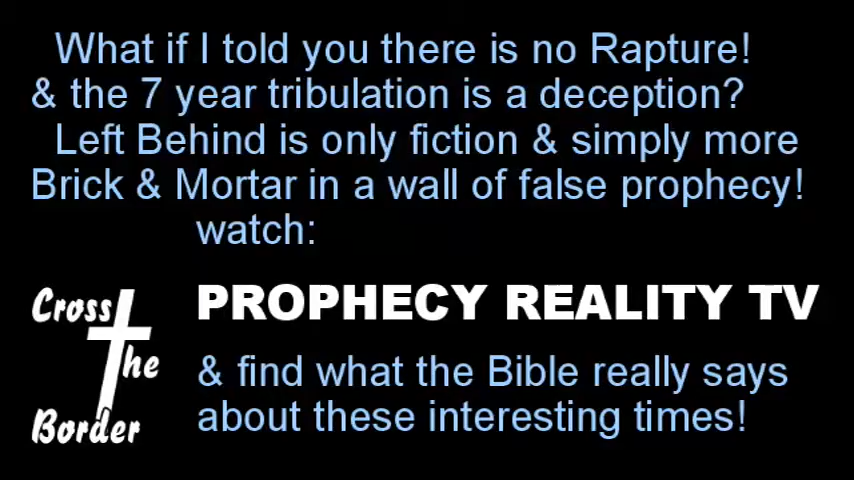 What if I told you there is no Rapture!
& the 7 year tribulation is a deception?
Left Behind is only fiction & simply more
Brick & Mortar in a wall of false prophecy!
watch:
Cross
The
Border
PROPHECY REALITY TV
& find what the Bible really says
about these interesting times!